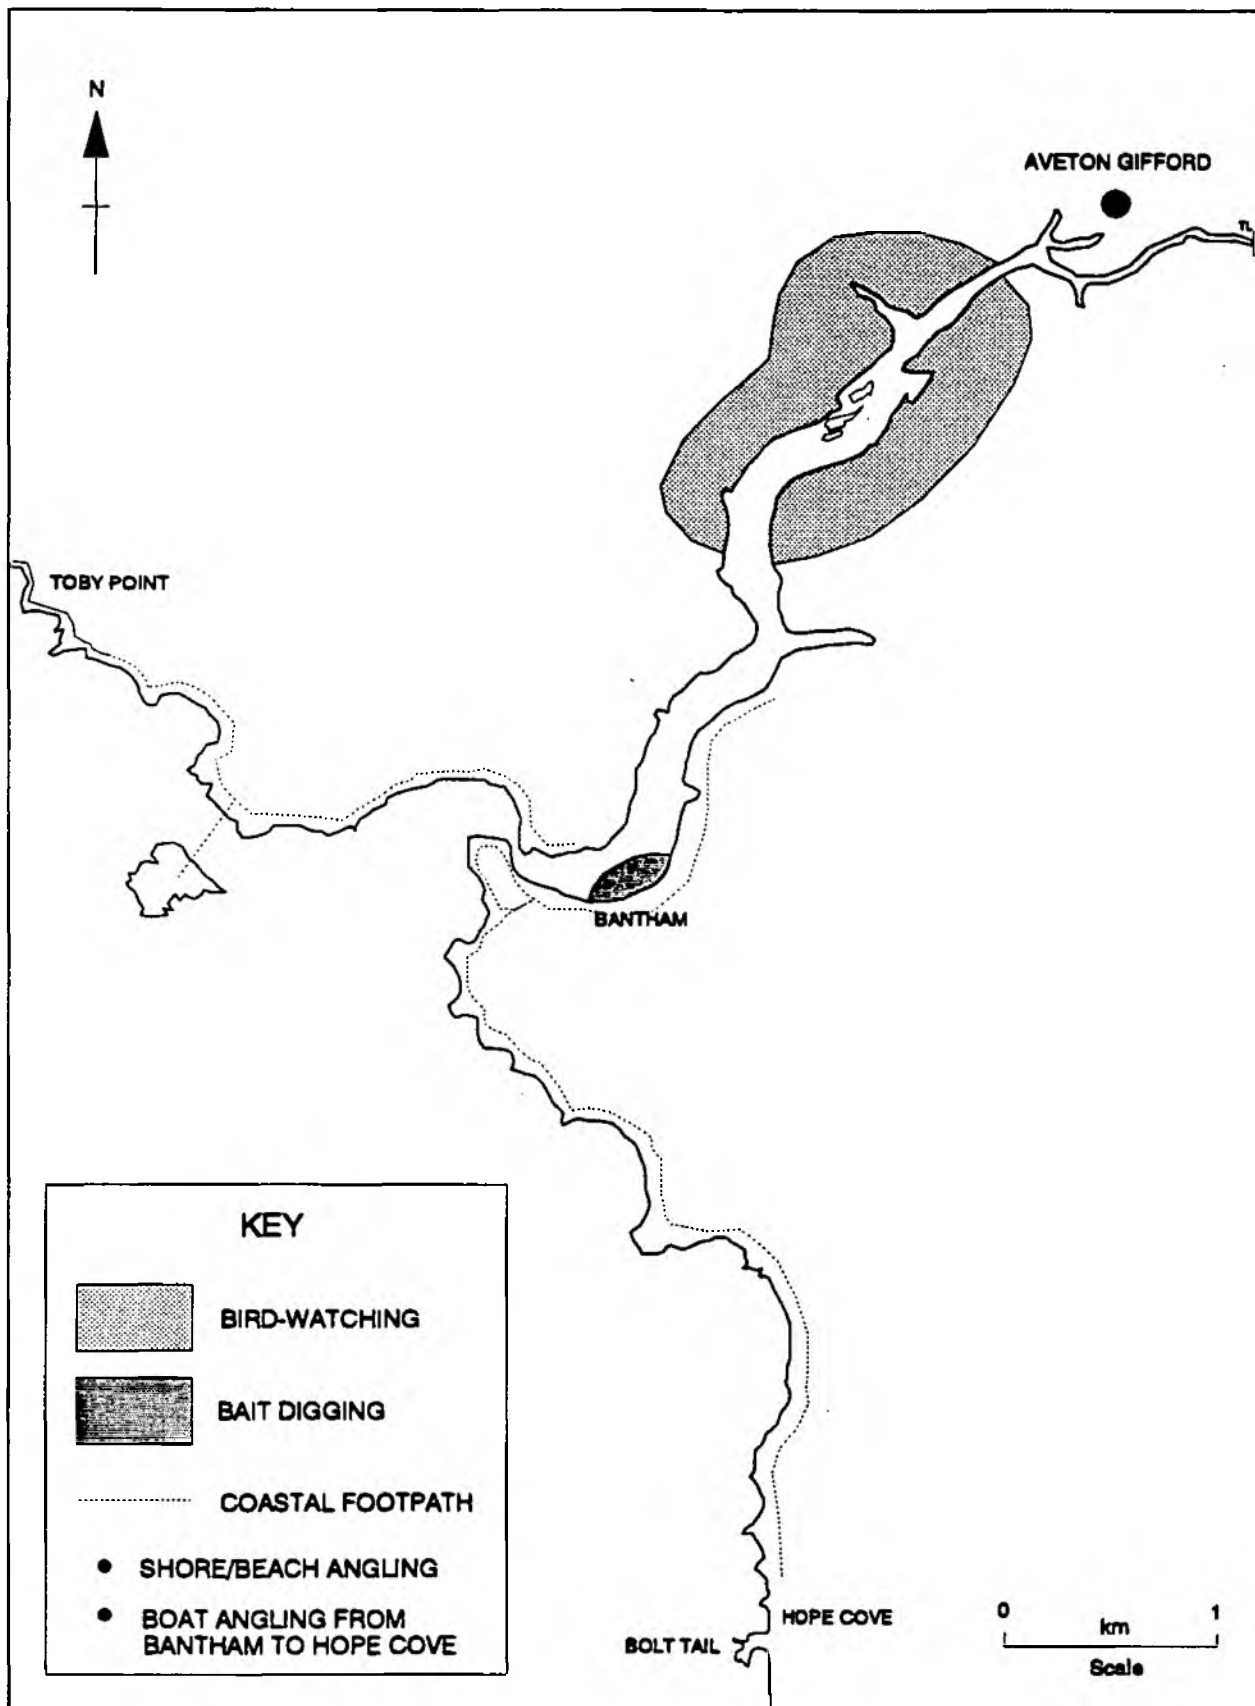 N
AVETON GIFFORD
TL
TOBY POINT
BANTHAM
KEY
BIRD-WATCHING
BAIT DIGGING
COASTAL FOOTPATH
SHORE/BEACH ANGLING
BOAT ANGLING FROM
BANTHAM TO HOPE COVE
HOPE COVE
BOLT TAIL
0 1
km
Scale